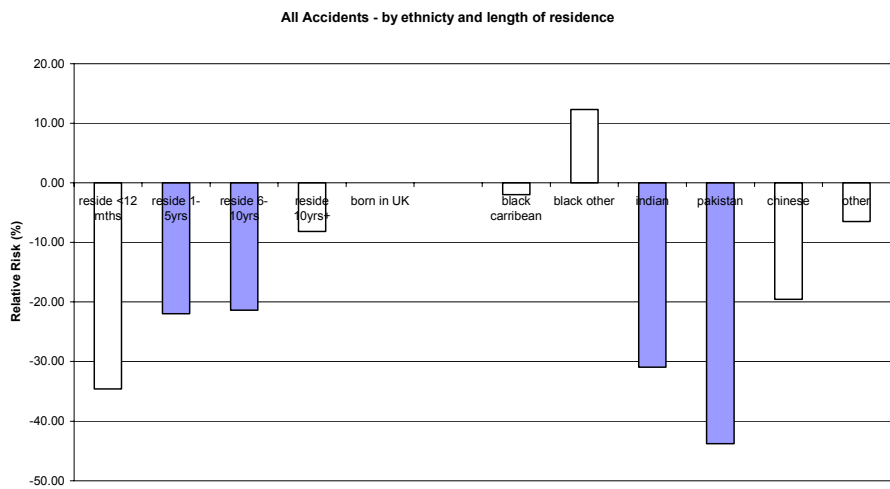 All Accidents - by ethnicty and length of residence
20.00
10.00
0.00
-10.00
-20.00
-30.00
-40.00
-50.00
Relative Risk (%)
reside <12
mths
reside 1-
5yrs
reside 6-
10yrs
reside
10yrs+
born in UK
black
carribean
black other
indian
pakistan
chinese
other